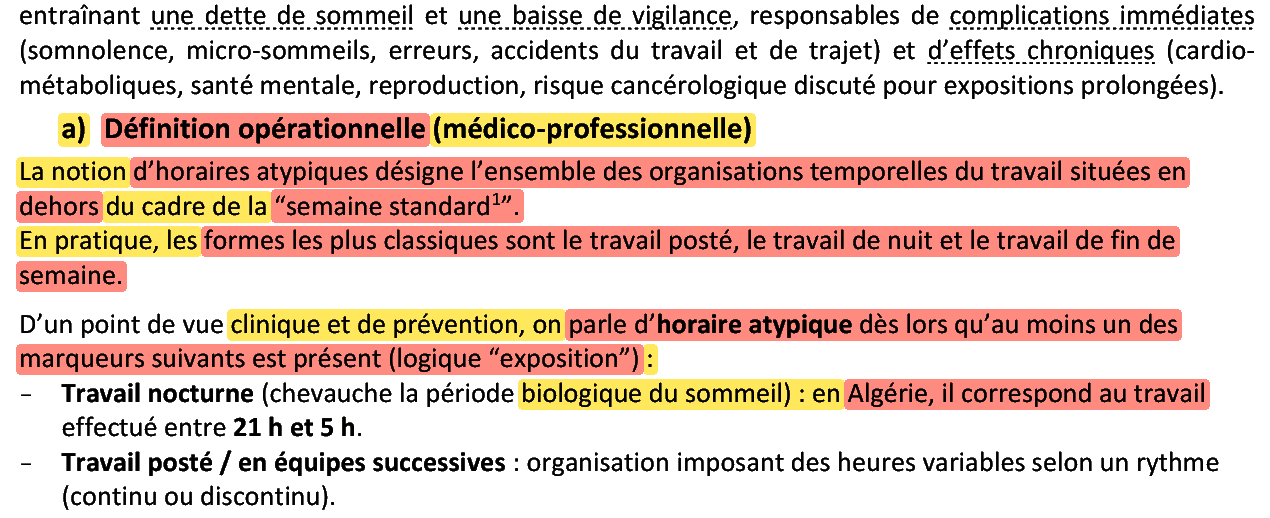 entraînant une dette de sommeil et une baisse de vigilance, responsables de complications immédiates
(somnolence, micro-sommeils, erreurs, accidents du travail et de trajet) et d’effets chroniques (cardio-
métaboliques, santé mentale, reproduction, risque cancérologique discuté pour expositions prolongées).
a) Définition opérationnelle (médico-professionnelle)
La notion d’horaires atypiques désigne l’ensemble des organisations temporelles du travail situées en
dehors du cadre de la “semaine standard¹”.
En pratique, les formes les plus classiques sont le travail posté, le travail de nuit et le travail de fin de
semaine.
D’un point de vue clinique et de prévention, on parle d’horaire atypique dès lors qu’au moins un des
marqueurs suivants est présent (logique “exposition”) :
– Travail nocturne (chevauche la période biologique du sommeil) : en Algérie, il correspond au travail
effectué entre 21 h et 5 h.
– Travail posté / en équipes successives : organisation imposant des heures variables selon un rythme
(continu ou discontinu).